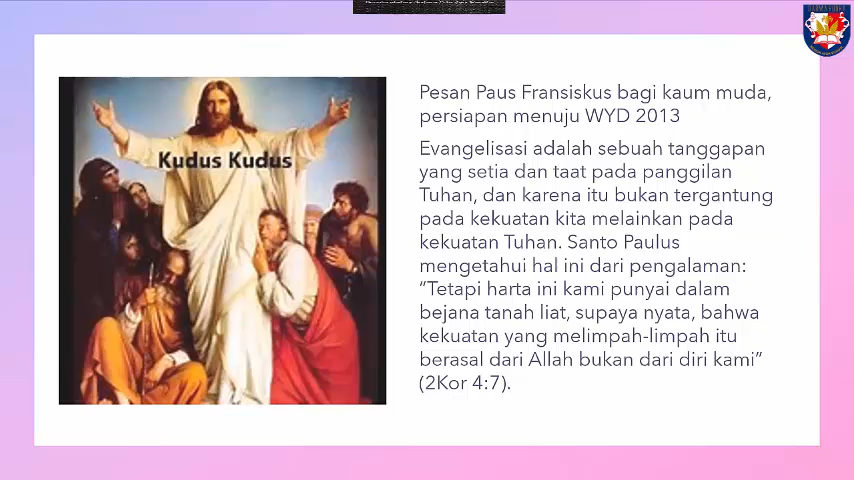 Kudus Kudus
Pesan Paus Fransiskus bagi kaum muda,
persiapan menuju WYD 2013
Evangelisasi adalah sebuah tanggapan
yang setia dan taat pada panggilan
Tuhan, dan karena itu bukan tergantung
pada kekuatan kita melainkan pada
kekuatan Tuhan. Santo Paulus
mengetahui hal ini dari pengalaman:
“Tetapi harta ini kami punyai dalam
bejana tanah liat, supaya nyata, bahwa
kekuatan yang melimpah-limpah itu
berasal dari Allah bukan dari diri kami”
(2Kor 4:7).